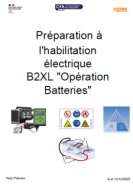 Préparation à
l'habilitation
électrique
B2XL "Opération
Batteries"